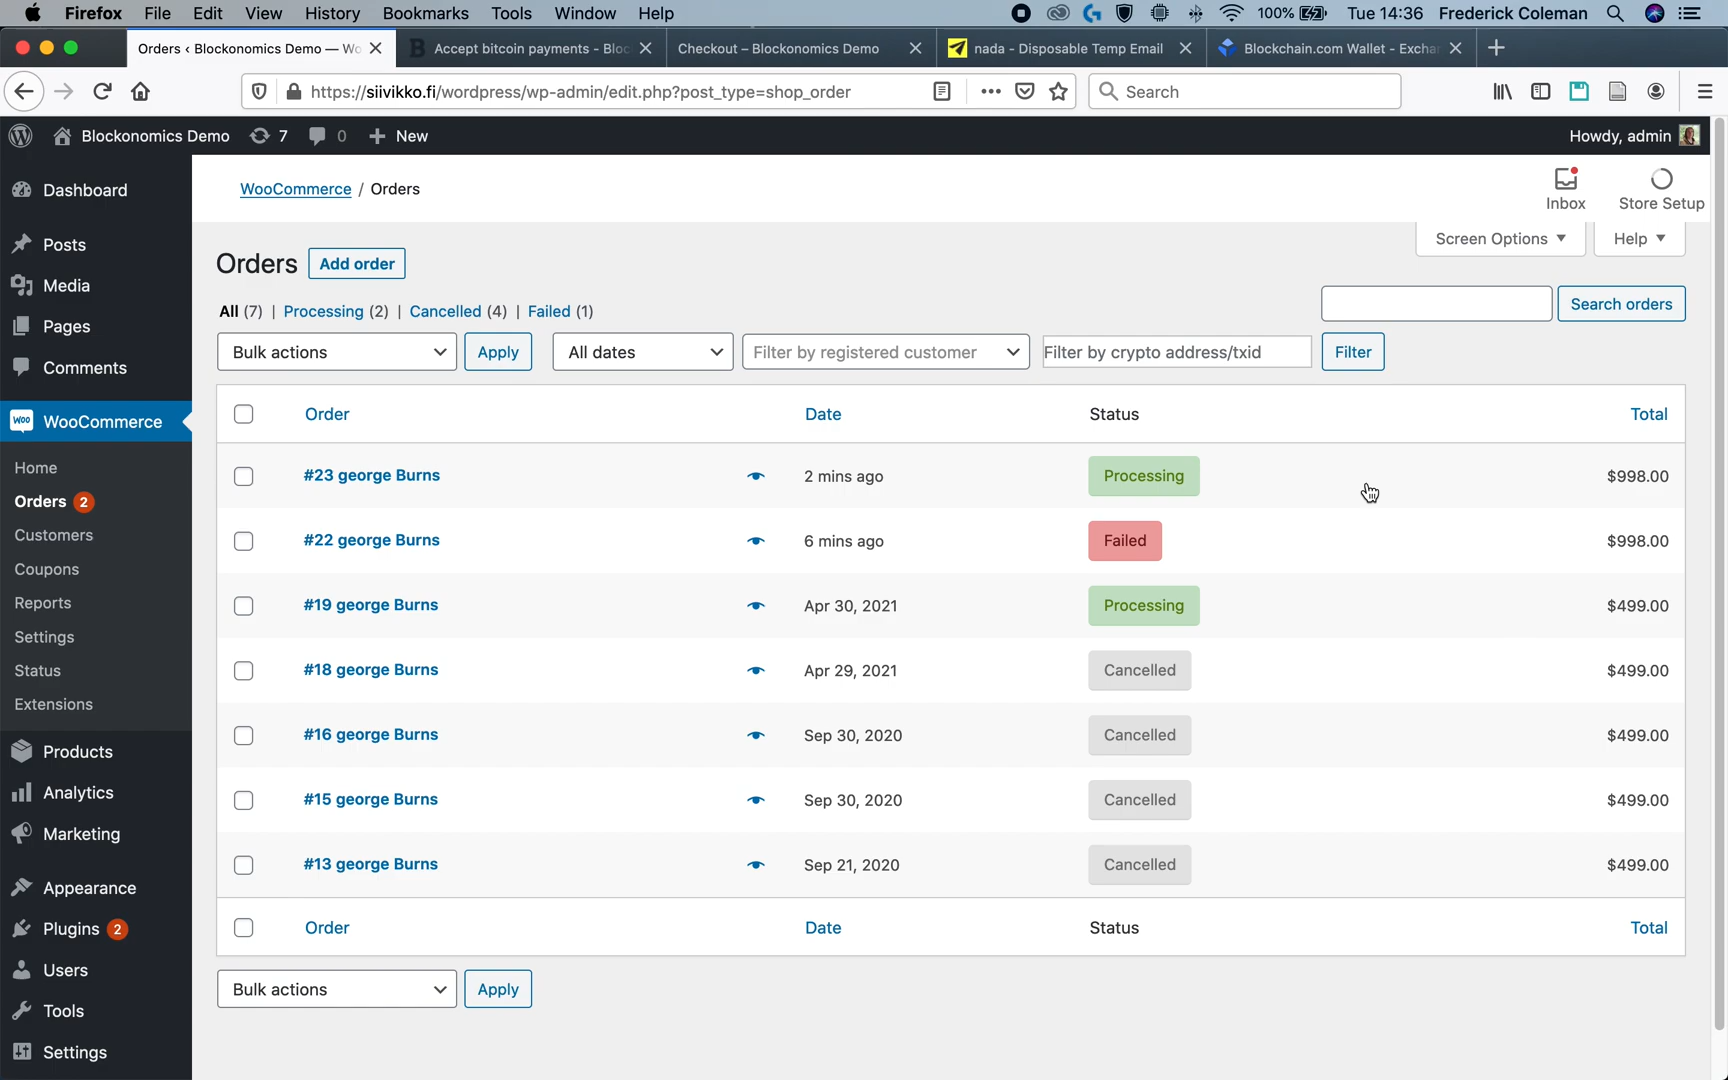 Firefox File Edit View History Bookmarks Tools Window Help 100% Tue 14:36 Frederick Coleman
Orders ‹ Blockonomics Demo — Wo Accept bitcoin payments - Bloc Checkout – Blockonomics Demo nada - Disposable Temp Email Blockchain.com Wallet - Exchan
https://siivikko.fi/wordpress/wp-admin/edit.php?post_type=shop_order Search
Blockonomics Demo 7 0 New Howdy, admin
Dashboard
Posts
Media
Pages
Comments
WooCommerce
Home
Orders 2
Customers
Coupons
Reports
Settings
Status
Extensions
Products
Analytics
Marketing
Appearance
Plugins 2
Users
Tools
Settings
WooCommerce / Orders
Inbox Store Setup
Screen Options Help
Orders Add order
All (7) | Processing (2) | Cancelled (4) | Failed (1)
Search orders
Bulk actions Apply All dates Filter by registered customer Filter by crypto address/txid Filter
Order Date Status Total
#23 george Burns 2 mins ago Processing $998.00
#22 george Burns 6 mins ago Failed $998.00
#19 george Burns Apr 30, 2021 Processing $499.00
#18 george Burns Apr 29, 2021 Cancelled $499.00
#16 george Burns Sep 30, 2020 Cancelled $499.00
#15 george Burns Sep 30, 2020 Cancelled $499.00
#13 george Burns Sep 21, 2020 Cancelled $499.00
Order Date Status Total
Bulk actions Apply